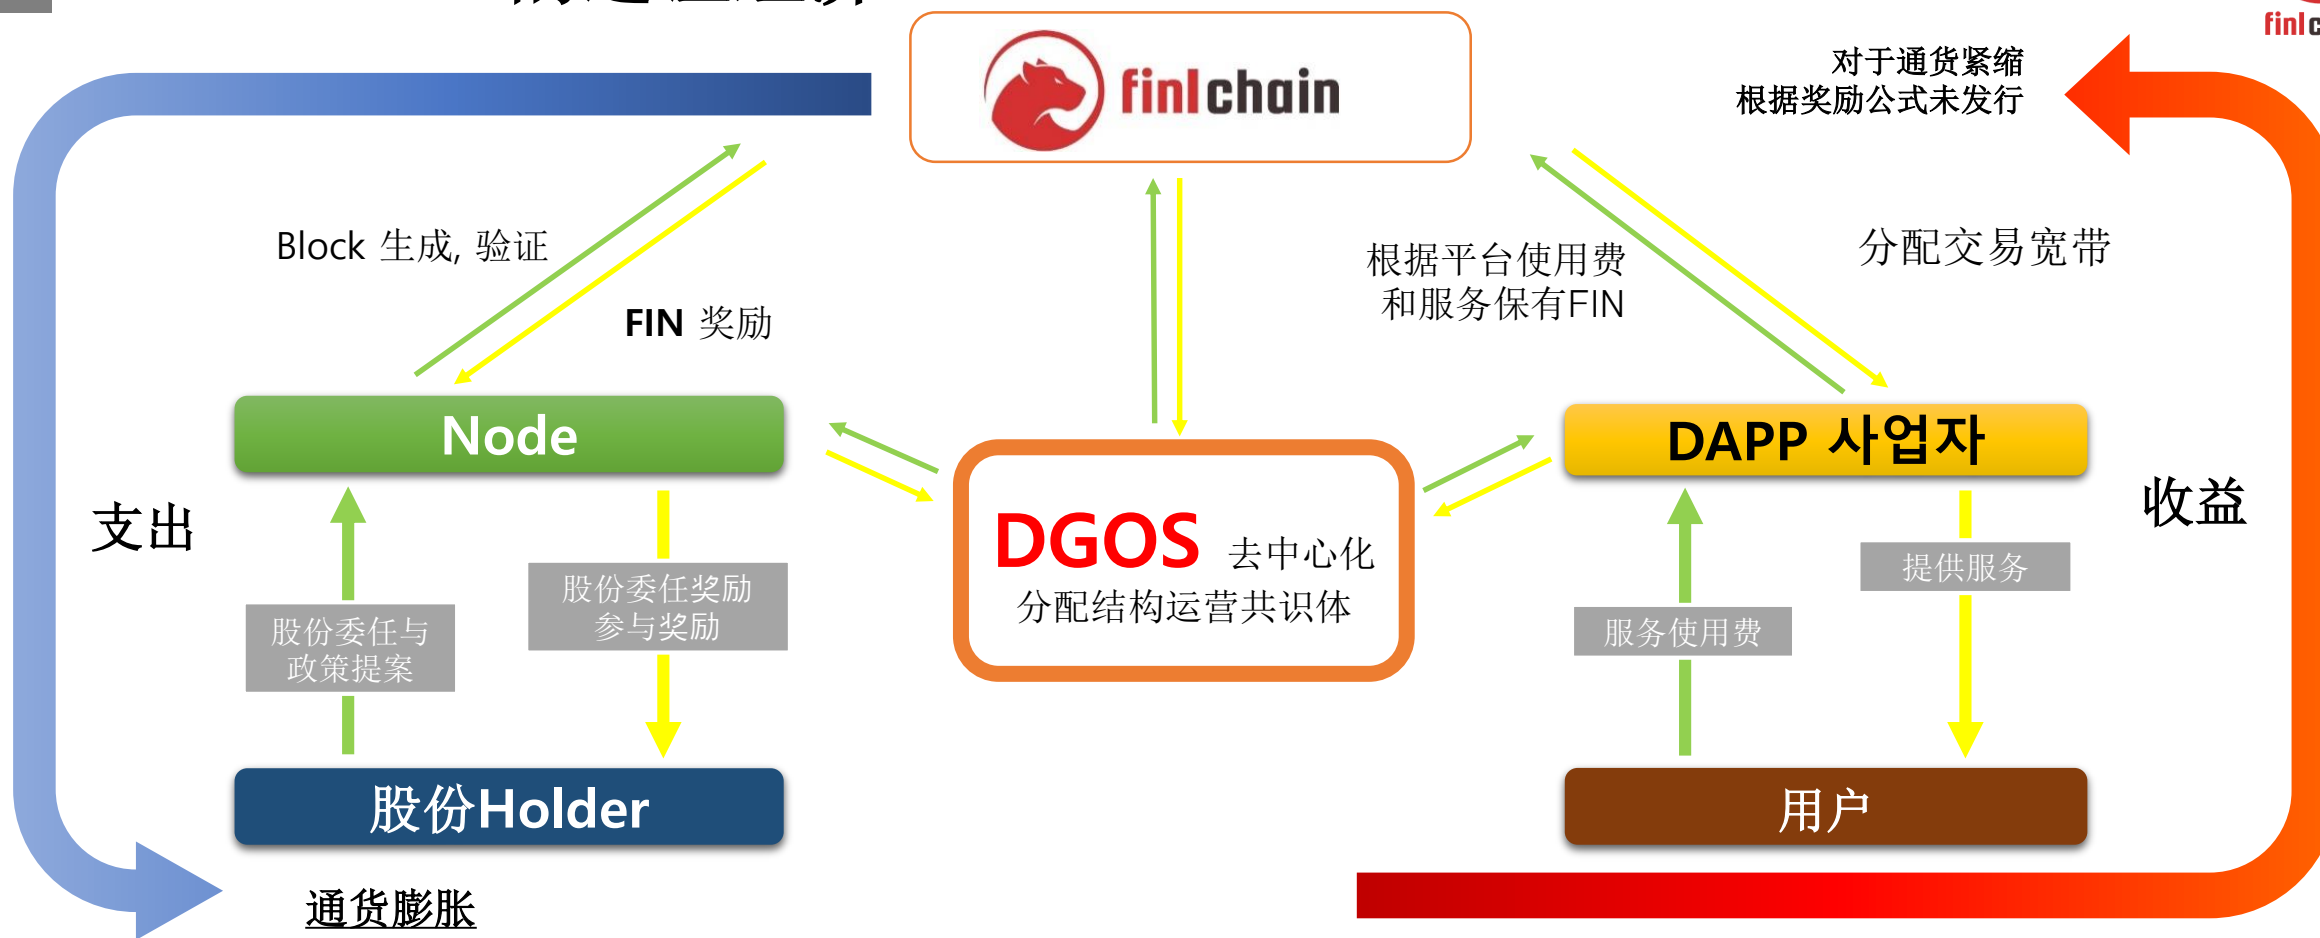 finlchain
对于通货紧缩
根据奖励公式未发行
Block 生成, 验证
FIN 奖励
根据平台使用费
和服务保有FIN
分配交易宽带
Node
DAPP 사업자
支出
收益
DGOS 去中心化
分配结构运营共识体
股份委任与
政策提案
股份委任奖励
参与奖励
服务使用费
提供服务
股份Holder
用户
通货膨胀